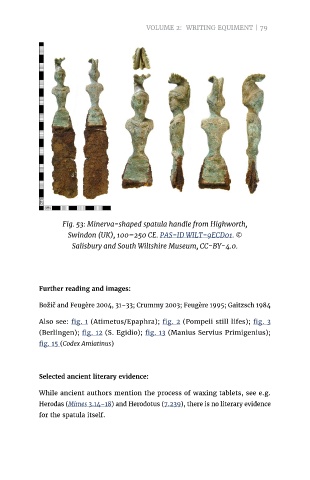 VOLUME 2: WRITING EQUIMENT | 79
Fig. 53: Minerva-shaped spatula handle from Highworth,
Swindon (UK), 100–250 CE. PAS-ID WILT-9ECD01. ©
Salisbury and South Wiltshire Museum, CC-BY-4.0.
Further reading and images:
Božič and Feugère 2004, 31–33; Crummy 2003; Feugère 1995; Gaitzsch 1984
Also see: fig. 1 (Atimetus/Epaphra); fig. 2 (Pompeii still lifes); fig. 3
(Berlingen); fig. 12 (S. Egidio); fig. 13 (Manius Servius Primigenius);
fig. 15 (Codex Amiatinus)
Selected ancient literary evidence:
While ancient authors mention the process of waxing tablets, see e.g.
Herodas (Mimes 3.14–18) and Herodotus (7.239), there is no literary evidence
for the spatula itself.